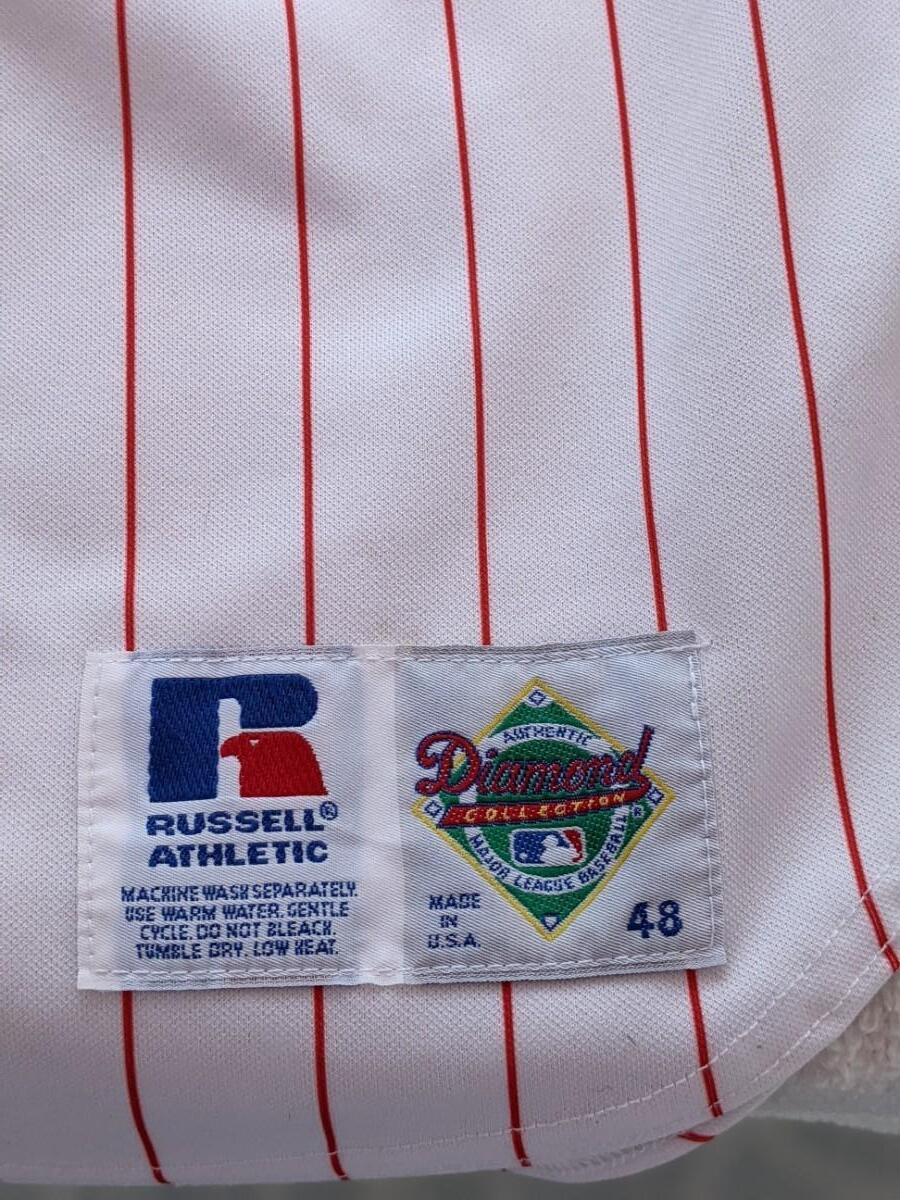 RUSSELL®
ATHLETIC
MACHINE WASH SEPARATELY.
USE WARM WATER. GENTLE
CYCLE. DO NOT BLEACH.
TUMBLE DRY. LOW HEAT.
AUTHENTIC
Diamond
COLLECTION
MAJOR LEAGUE BASEBALL®
MADE
IN
U.S.A.
48